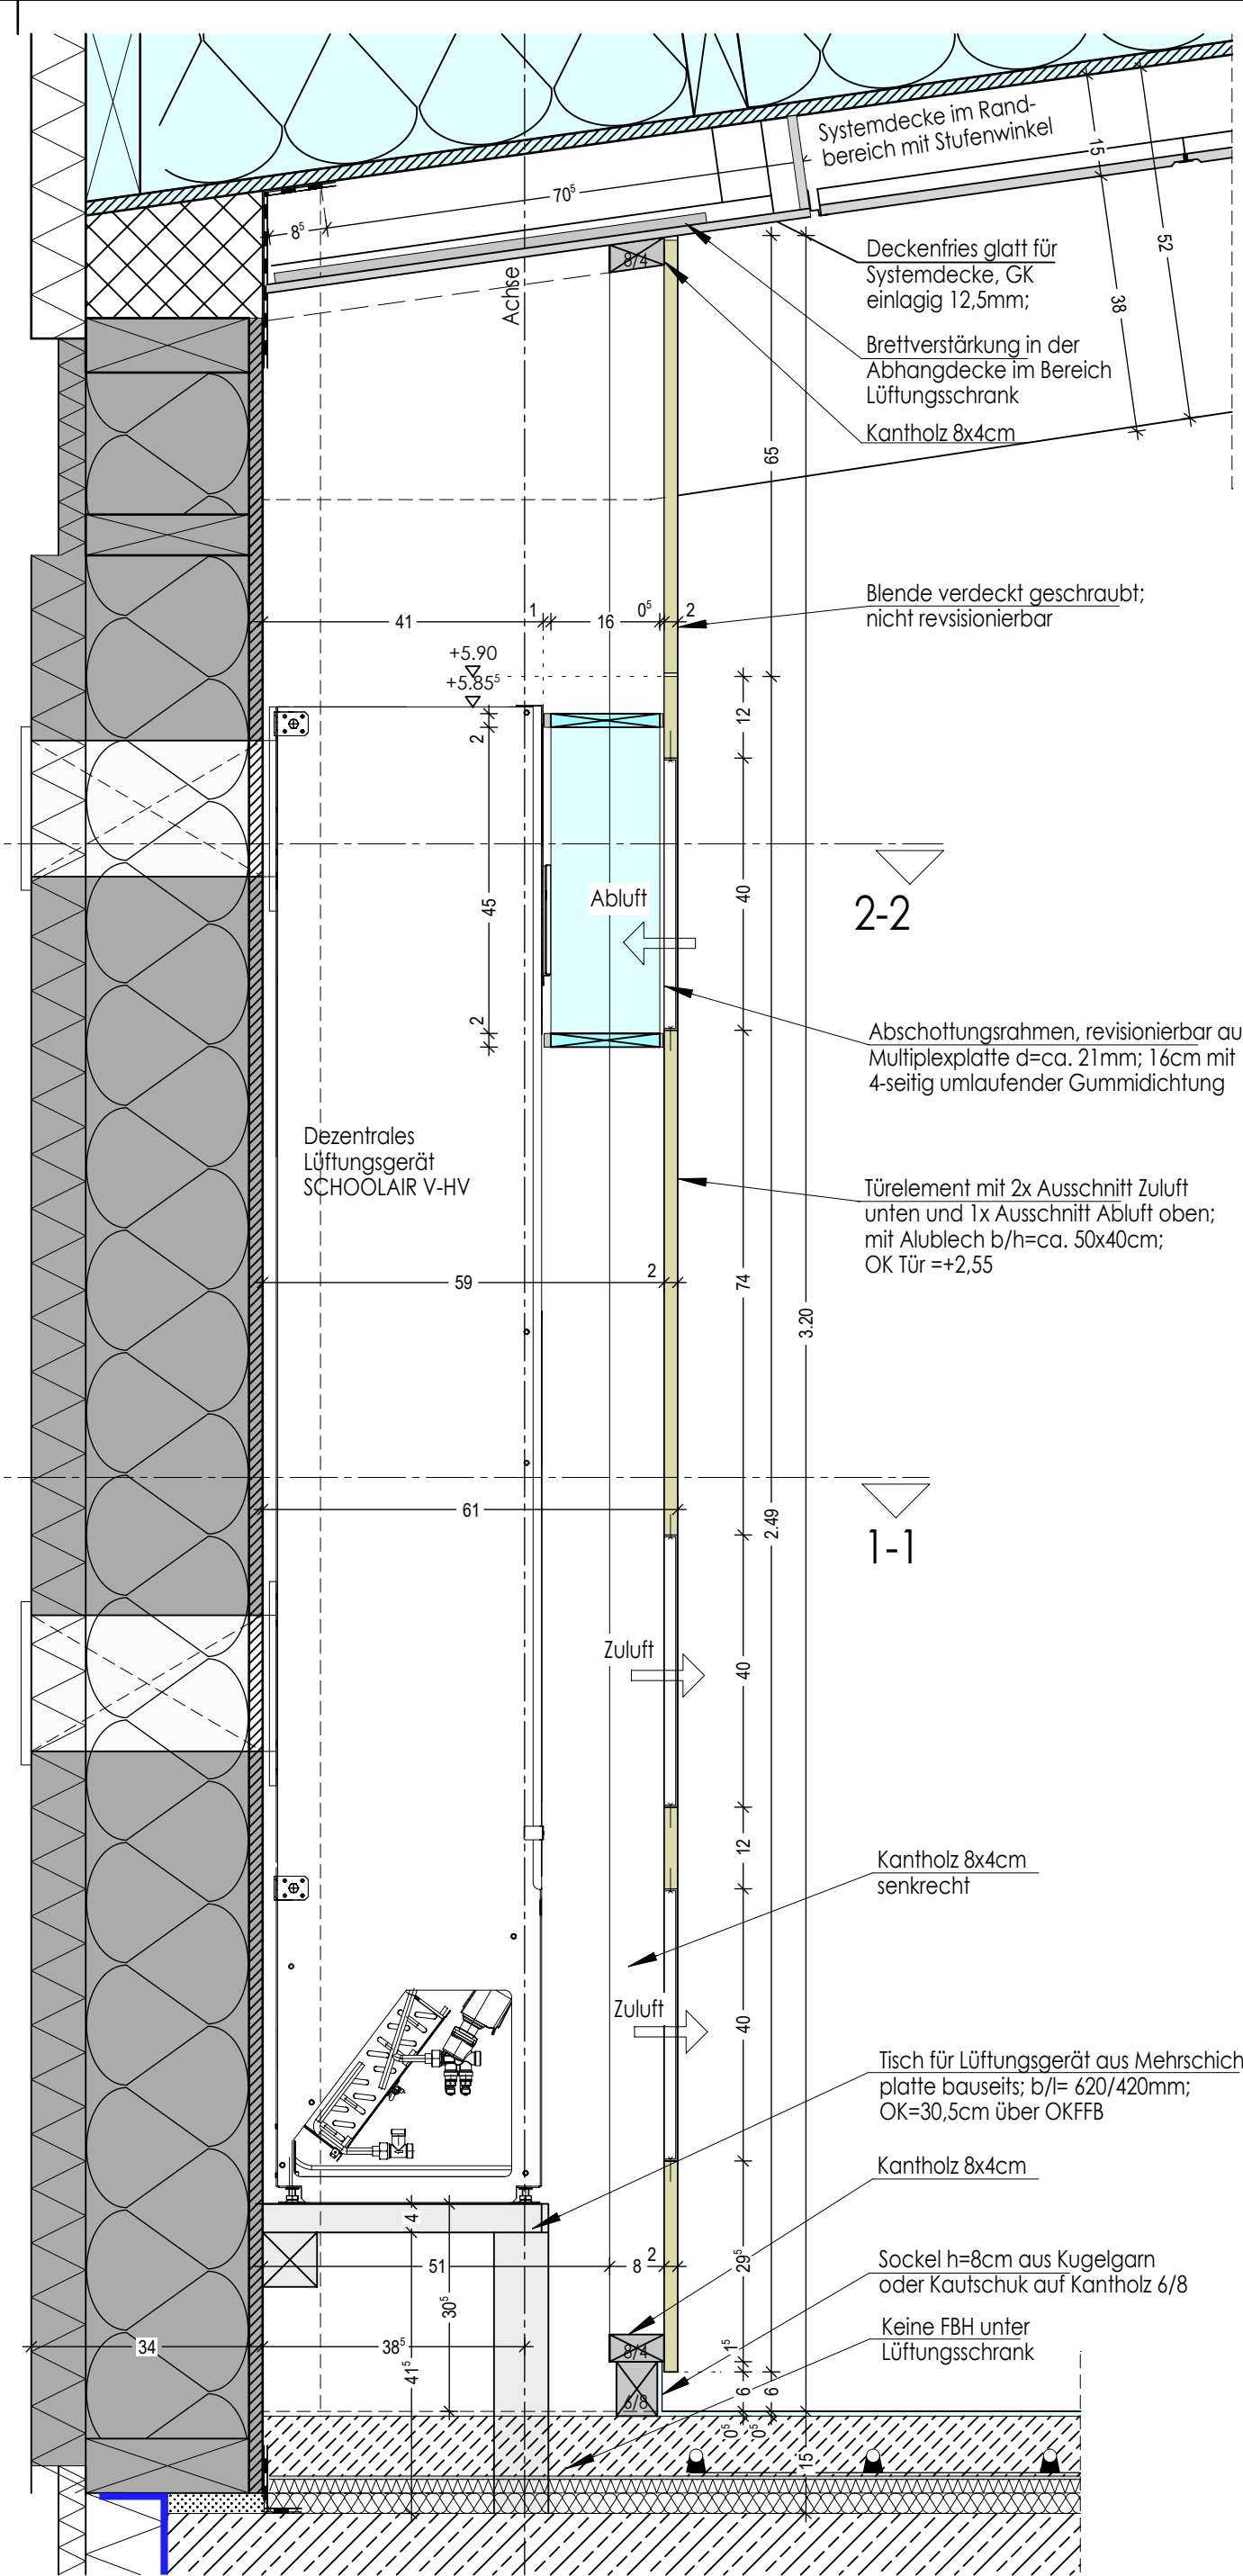 Systemdecke im Rand-
bereich mit Stufenwinkel
15
52
38
70⁵
8⁵
Achse
8/4
Deckenfries glatt für
Systemdecke, GK
einlagig 12,5mm;
Brettverstärkung in der
Abhangdecke im Bereich
Lüftungsschrank
Kantholz 8x4cm
65
Blende verdeckt geschraubt;
nicht revsisionierbar
41
1
16
0⁵
2
+5.90
+5.85⁵
12
2
45
2
40
Abluft
2-2
Abschottungsrahmen, revisionierbar au
Multiplexplatte d=ca. 21mm; 16cm mit
4-seitig umlaufender Gummidichtung
Dezentrales
Lüftungsgerät
SCHOOLAIR V-HV
Türelement mit 2x Ausschnitt Zuluft
unten und 1x Ausschnitt Abluft oben;
mit Alublech b/h=ca. 50x40cm;
OK Tür =+2,55
59
2
74
3.20
61
2.49
1-1
Zuluft
40
12
Kantholz 8x4cm
senkrecht
Zuluft
40
Tisch für Lüftungsgerät aus Mehrschich
platte bauseits; b/l= 620/420mm;
OK=30,5cm über OKFFB
Kantholz 8x4cm
4
51
8
2
29⁵
30⁵
Sockel h=8cm aus Kugelgarn
oder Kautschuk auf Kantholz 6/8
Keine FBH unter
Lüftungsschrank
34
38⁵
41⁵
8/4
1⁵
6/8
6
6
0⁵
0⁵
15